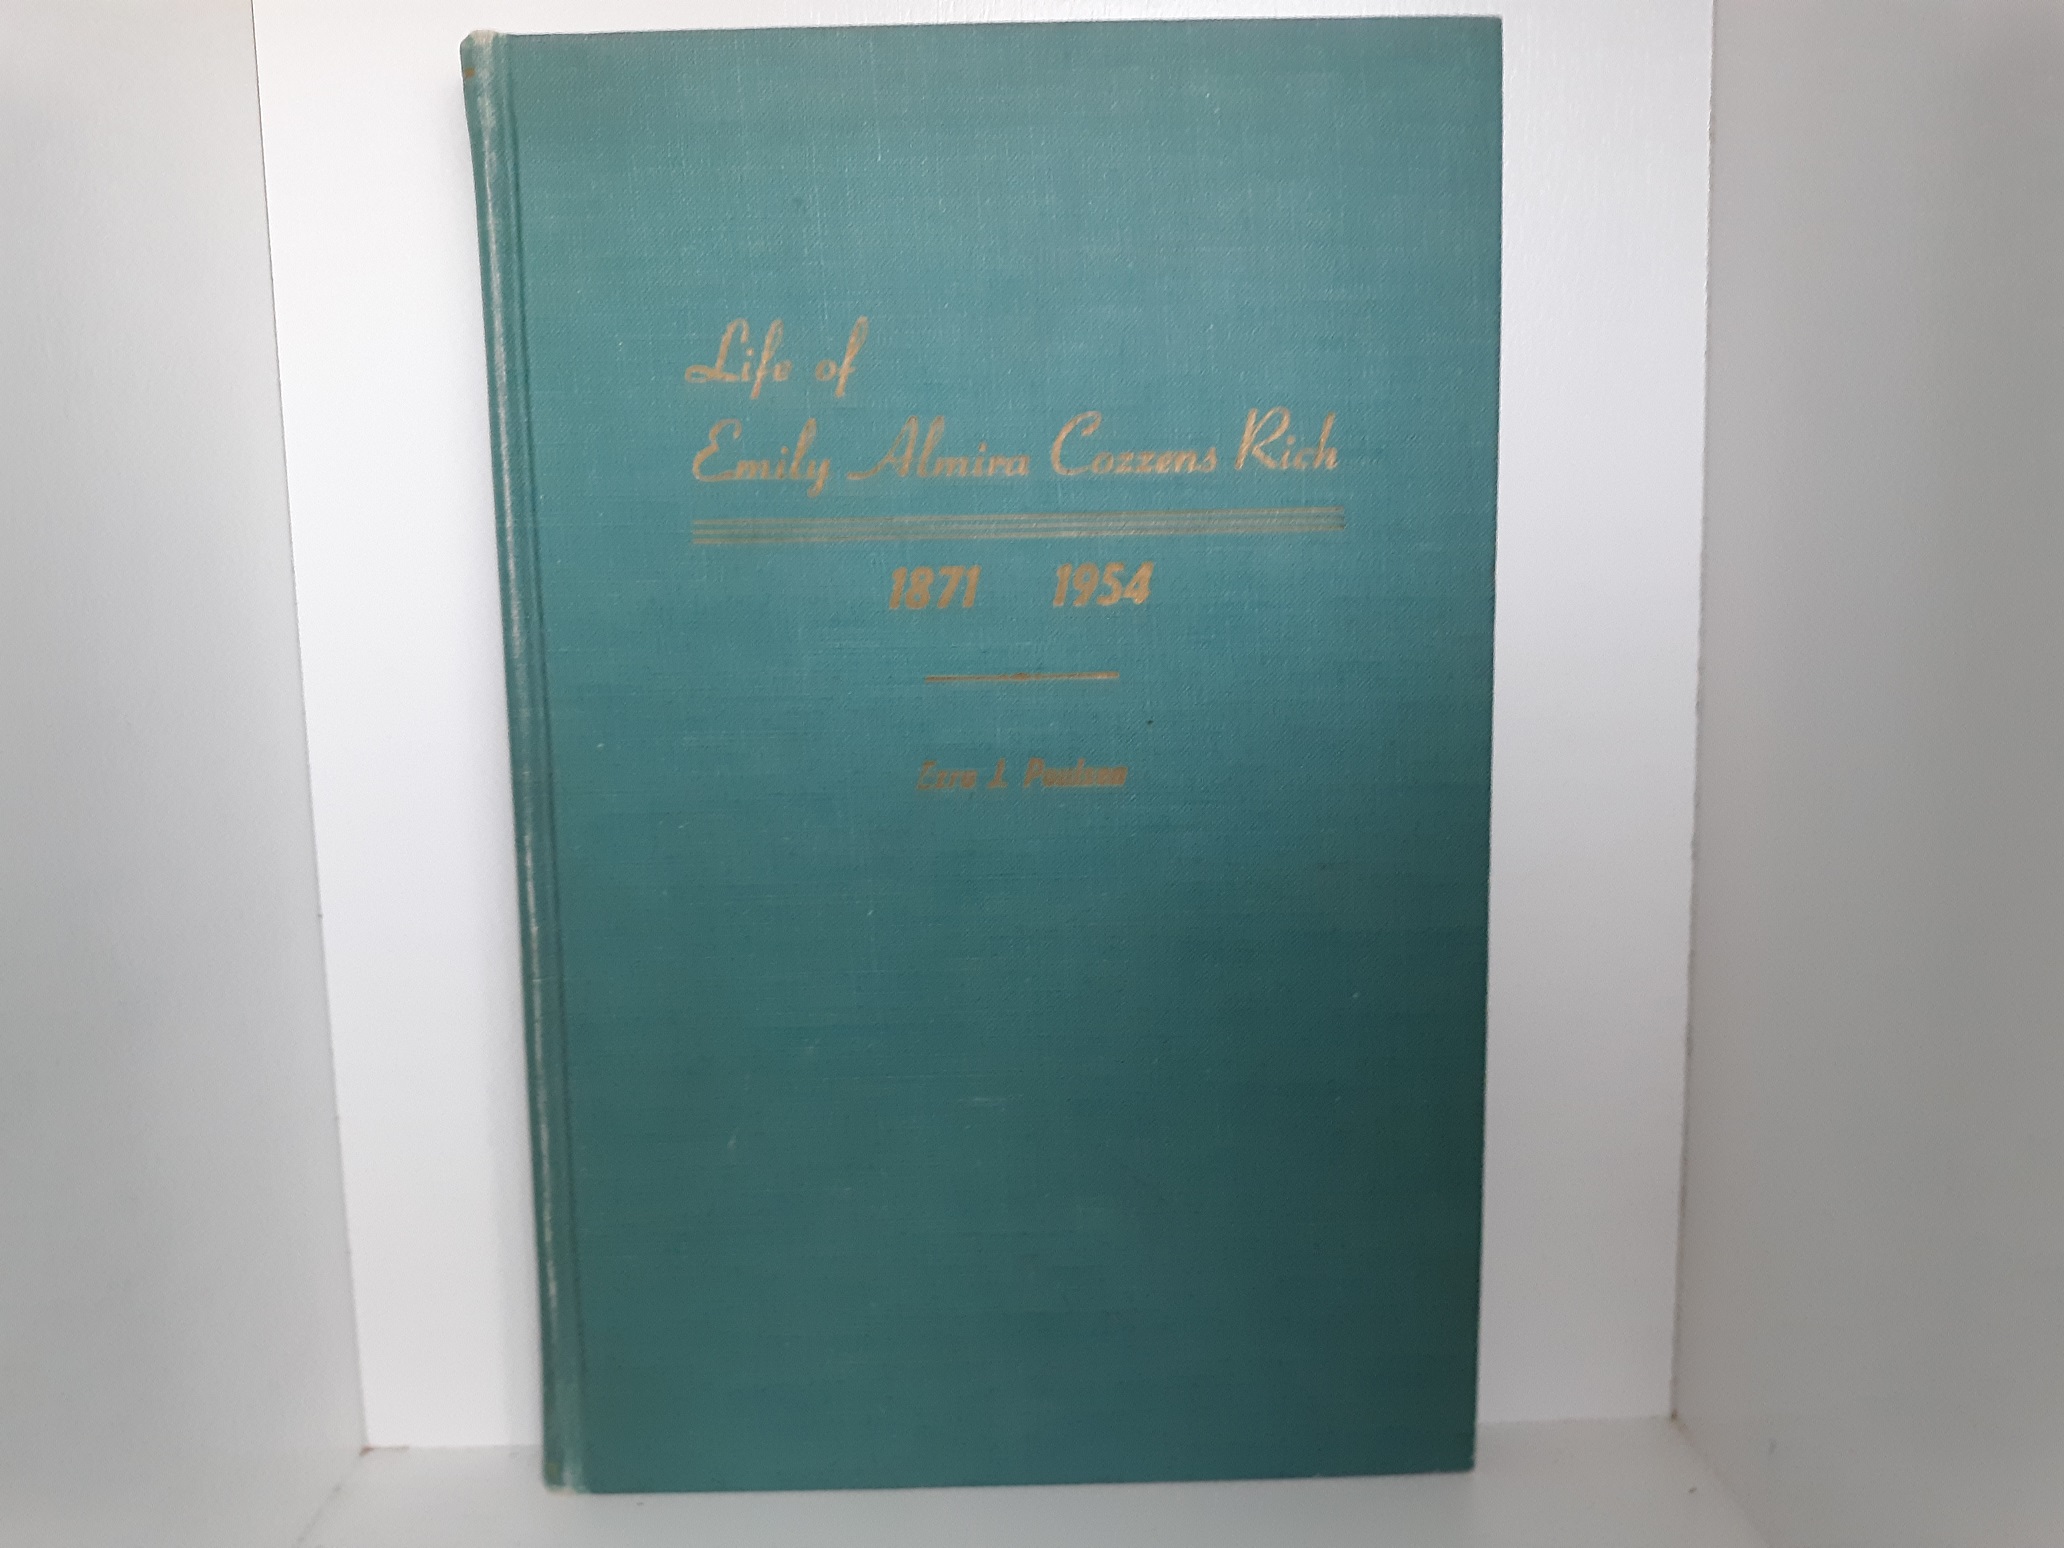 Life of
Emily Almira Cozzens Rich
1871 1954
Ezra J. Poulsen